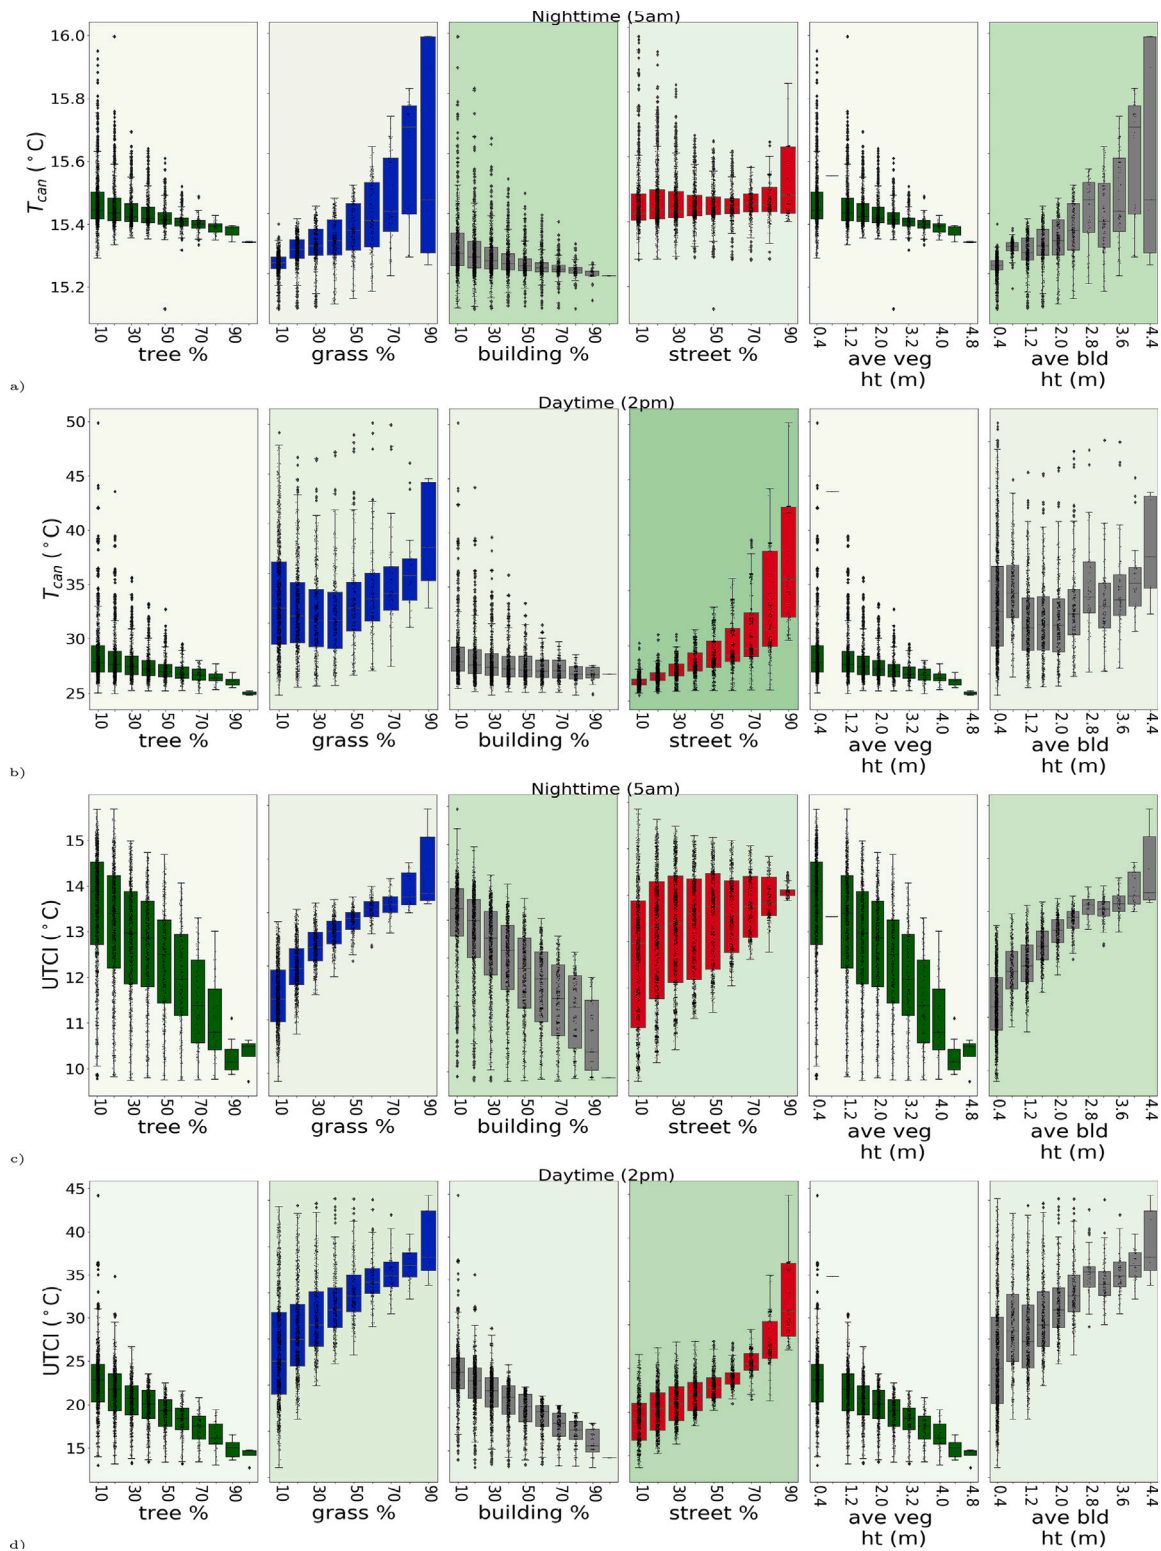 Nighttime (5am)
T_can (°C)
16.0
15.8
15.6
15.4
15.2
10 30 50 70 90
tree %
10 30 50 70 90
grass %
10 30 50 70 90
building %
10 30 50 70 90
street %
0.4 1.2 2.0 3.2 4.0 4.8
ave veg
ht (m)
0.4 1.2 2.0 2.8 3.6 4.4
ave bld
ht (m)
a)
Daytime (2pm)
T_can (°C)
50
45
40
35
30
25
10 30 50 70 90
tree %
10 30 50 70 90
grass %
10 30 50 70 90
building %
10 30 50 70 90
street %
0.4 1.2 2.0 3.2 4.0 4.8
ave veg
ht (m)
0.4 1.2 2.0 2.8 3.6 4.4
ave bld
ht (m)
b)
Nighttime (5am)
UTCI (°C)
15
14
13
12
11
10
10 30 50 70 90
tree %
10 30 50 70 90
grass %
10 30 50 70 90
building %
10 30 50 70 90
street %
0.4 1.2 2.0 3.2 4.0 4.8
ave veg
ht (m)
0.4 1.2 2.0 2.8 3.6 4.4
ave bld
ht (m)
c)
Daytime (2pm)
UTCI (°C)
45
40
35
30
25
20
15
10 30 50 70 90
tree %
10 30 50 70 90
grass %
10 30 50 70 90
building %
10 30 50 70 90
street %
0.4 1.2 2.0 3.2 4.0 4.8
ave veg
ht (m)
0.4 1.2 2.0 2.8 3.6 4.4
ave bld
ht (m)
d)